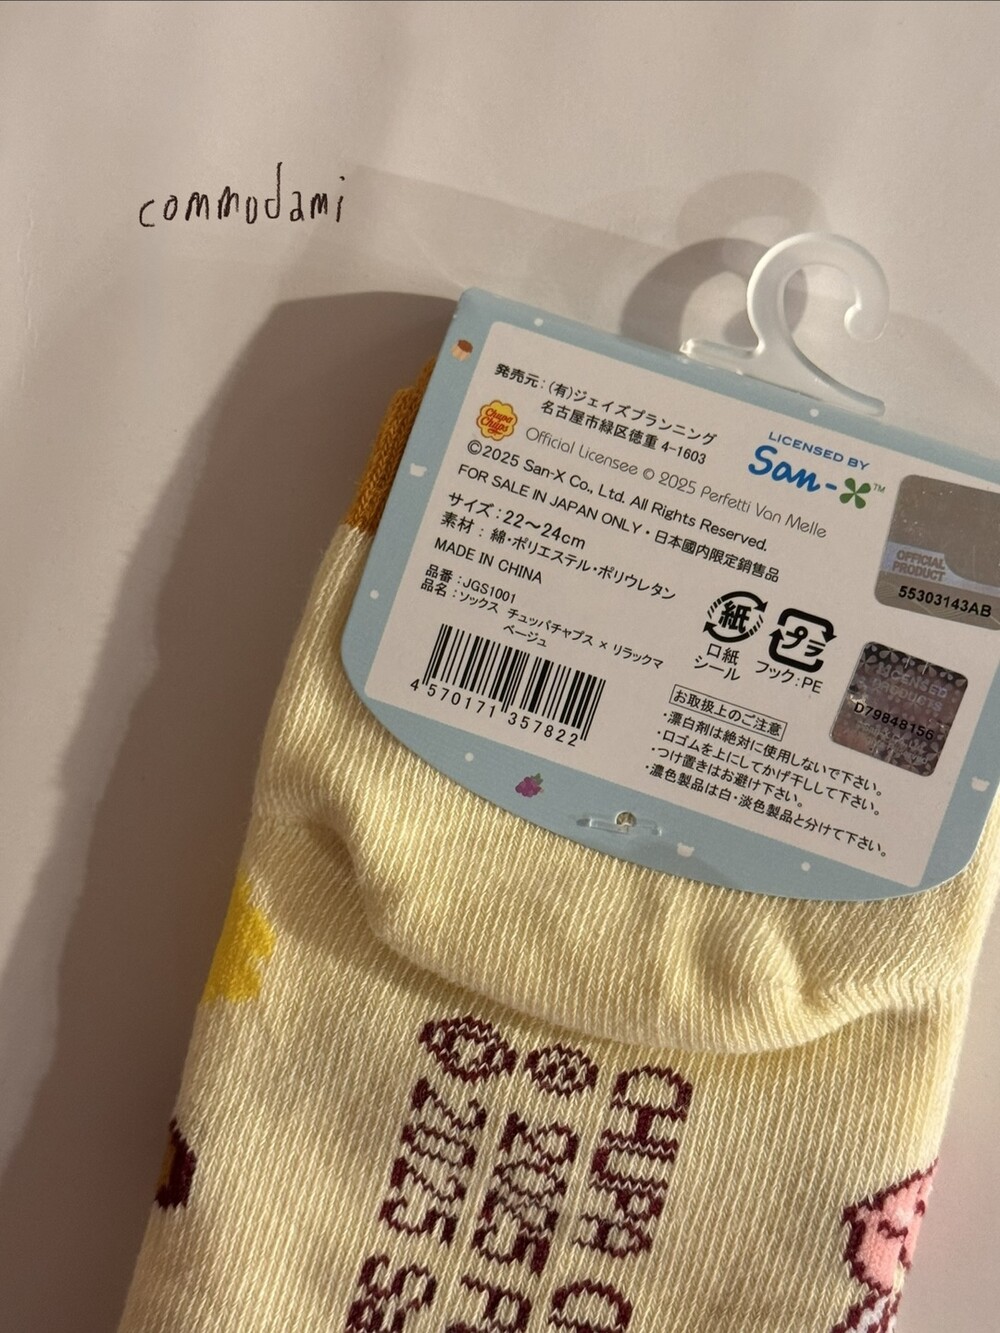 commodami
発売元:(有)ジェイズプランニング
名古屋市緑区徳重 4-1603
Chupa Chups
Official Licensee © 2025 Perfetti Van Melle
©2025 San-X Co., Ltd. All Rights Reserved.
FOR SALE IN JAPAN ONLY・日本國内限定銷售品
サイズ:22〜24cm
素材:綿・ポリエステル・ポリウレタン
MADE IN CHINA
品番:JGS1001
品名:ソックス チュッパチャプス × リラックマ
ベージュ
4 570171 357822
LICENSED BY
San-X™
OFFICIAL
PRODUCT
55303143AB
紙
口紙
シール
プラ
フック:PE
LICENSED
PRODUCTS
D79848156
お取扱上のご注意
・漂白剤は絶対に使用しないで下さい。
・口ゴムを上にしてかげ干しして下さい。
・つけ置きはお避け下さい。
・濃色製品は白・淡色製品と分けて下さい。
CHUPA C
©2025